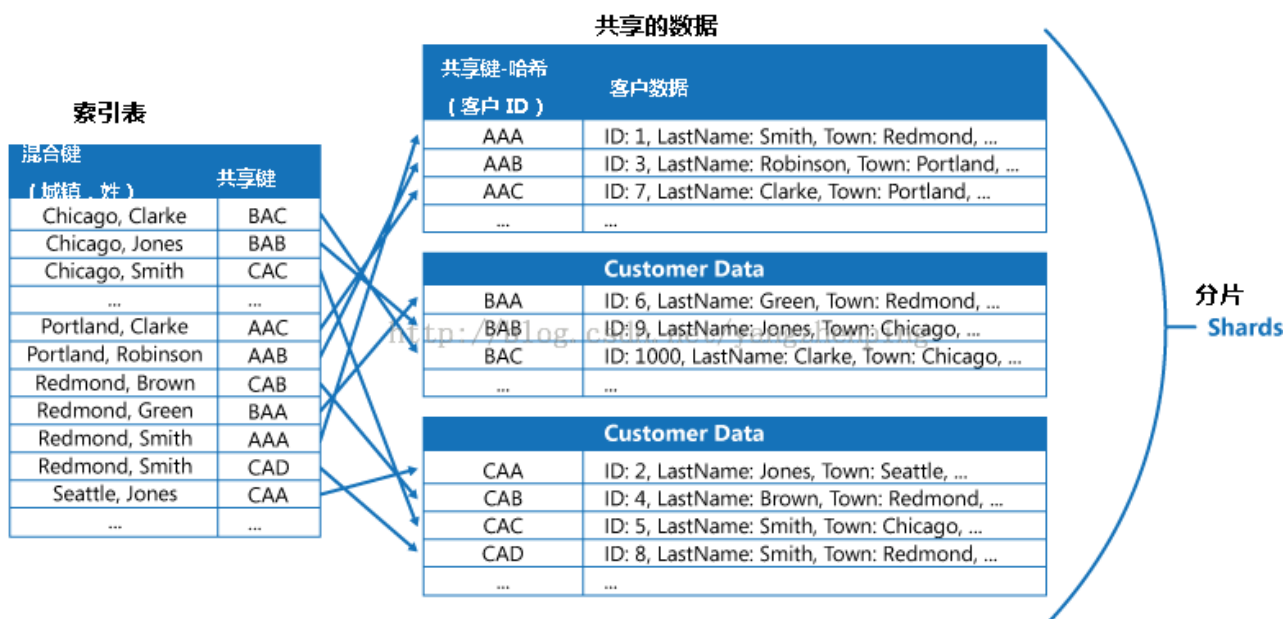 共享的数据
索引表
混合键
（城镇，姓）
共享键
Chicago, Clarke BAC
Chicago, Jones BAB
Chicago, Smith CAC
... ...
Portland, Clarke AAC
Portland, Robinson AAB
Redmond, Brown CAB
Redmond, Green BAA
Redmond, Smith AAA
Redmond, Smith CAD
Seattle, Jones CAA
... ...
共享键-哈希
（客户 ID）
客户数据
AAA ID: 1, LastName: Smith, Town: Redmond, ...
AAB ID: 3, LastName: Robinson, Town: Portland, ...
AAC ID: 7, LastName: Clarke, Town: Portland, ...
... ...
Customer Data
BAA ID: 6, LastName: Green, Town: Redmond, ...
BAB ID: 9, LastName: Jones, Town: Chicago, ...
BAC ID: 1000, LastName: Clarke, Town: Chicago, ...
... ...
Customer Data
CAA ID: 2, LastName: Jones, Town: Seattle, ...
CAB ID: 4, LastName: Brown, Town: Redmond, ...
CAC ID: 5, LastName: Smith, Town: Chicago, ...
CAD ID: 8, LastName: Smith, Town: Redmond, ...
... ...
分片
Shards